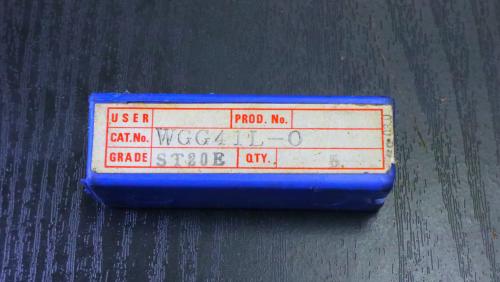 USER PROD. No.
CAT.No. WGG41L-0
GRADE ST20E QTY. 5.